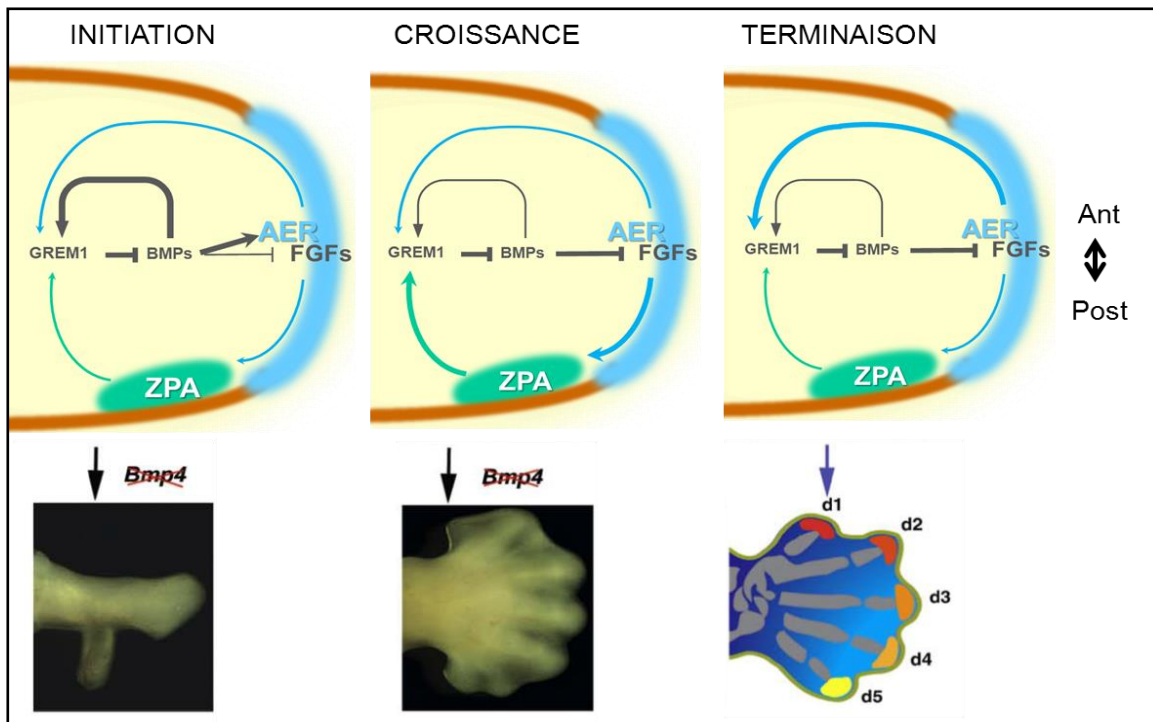 INITIATION
CROISSANCE
TERMINAISON
GREM1 BMPs AER FGFs
ZPA
GREM1 BMPs AER FGFs
ZPA
GREM1 BMPs AER FGFs
ZPA
Ant
Post
Bmp4
Bmp4
d1
d2
d3
d4
d5